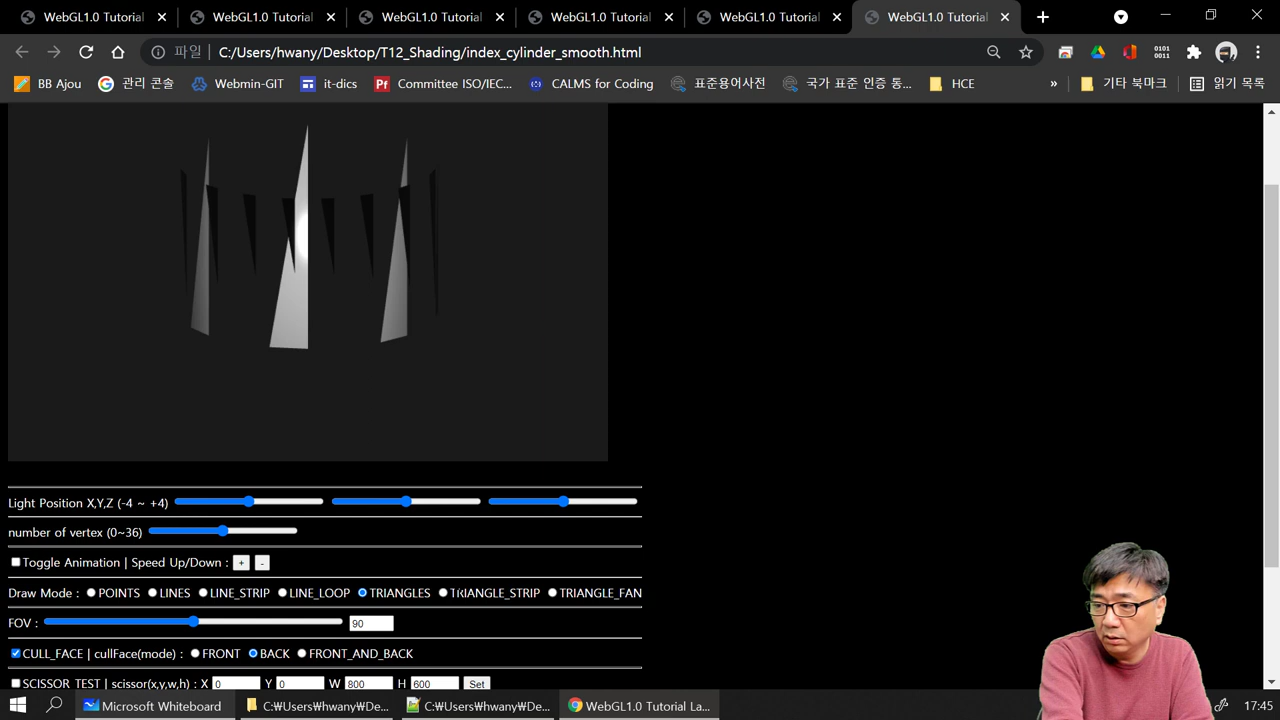 WebGL1.0 Tutorial WebGL1.0 Tutorial WebGL1.0 Tutorial WebGL1.0 Tutorial WebGL1.0 Tutorial WebGL1.0 Tutorial
파일 C:/Users/hwany/Desktop/T12_Shading/index_cylinder_smooth.html
BB Ajou 관리 콘솔 Webmin-GIT it-dics Committee ISO/IEC... CALMS for Coding 표준용어사전 국가 표준 인증 통... HCE » 기타 북마크 읽기 목록
Light Position X,Y,Z (-4 ~ +4)
number of vertex (0~36)
Toggle Animation | Speed Up/Down : + -
Draw Mode : POINTS LINES LINE_STRIP LINE_LOOP TRIANGLES TRIANGLE_STRIP TRIANGLE_FAN
FOV : 90
CULL_FACE | cullFace(mode) : FRONT BACK FRONT_AND_BACK
SCISSOR TEST | scissor(x,y,w,h) : X 0 Y 0 W 800 H 600 Set
Microsoft Whiteboard C:₩Users₩hwany₩De... C:₩Users₩hwany₩De... WebGL1.0 Tutorial La... 17:45